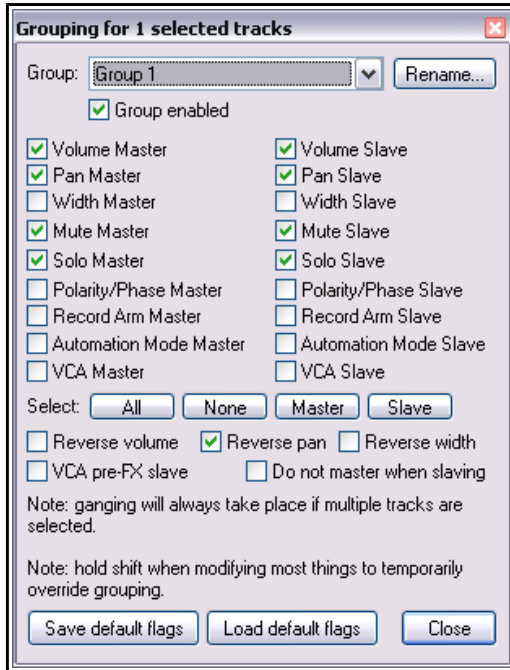 Grouping for 1 selected tracks
Group: Group 1 Rename...
Group enabled
Volume Master Volume Slave
Pan Master Pan Slave
Width Master Width Slave
Mute Master Mute Slave
Solo Master Solo Slave
Polarity/Phase Master Polarity/Phase Slave
Record Arm Master Record Arm Slave
Automation Mode Master Automation Mode Slave
VCA Master VCA Slave
Select: All None Master Slave
Reverse volume Reverse pan Reverse width
VCA pre-FX slave Do not master when slaving
Note: ganging will always take place if multiple tracks are
selected.
Note: hold shift when modifying most things to temporarily
override grouping.
Save default flags Load default flags Close